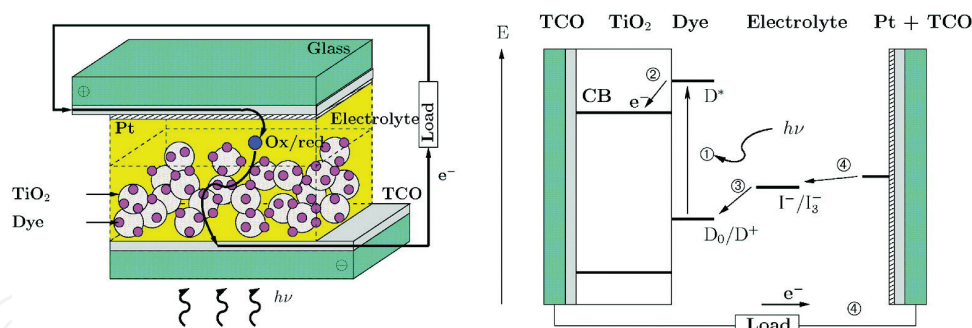 Glass
⊕
Pt
Electrolyte
Ox/red
Load
e⁻
TiO₂
TCO
Dye
⊖
hν
TCO TiO₂ Dye Electrolyte Pt + TCO
E
②
CB e⁻ D*
① hν
④
③
I⁻/I₃⁻
D₀/D⁺
e⁻ ④
Load